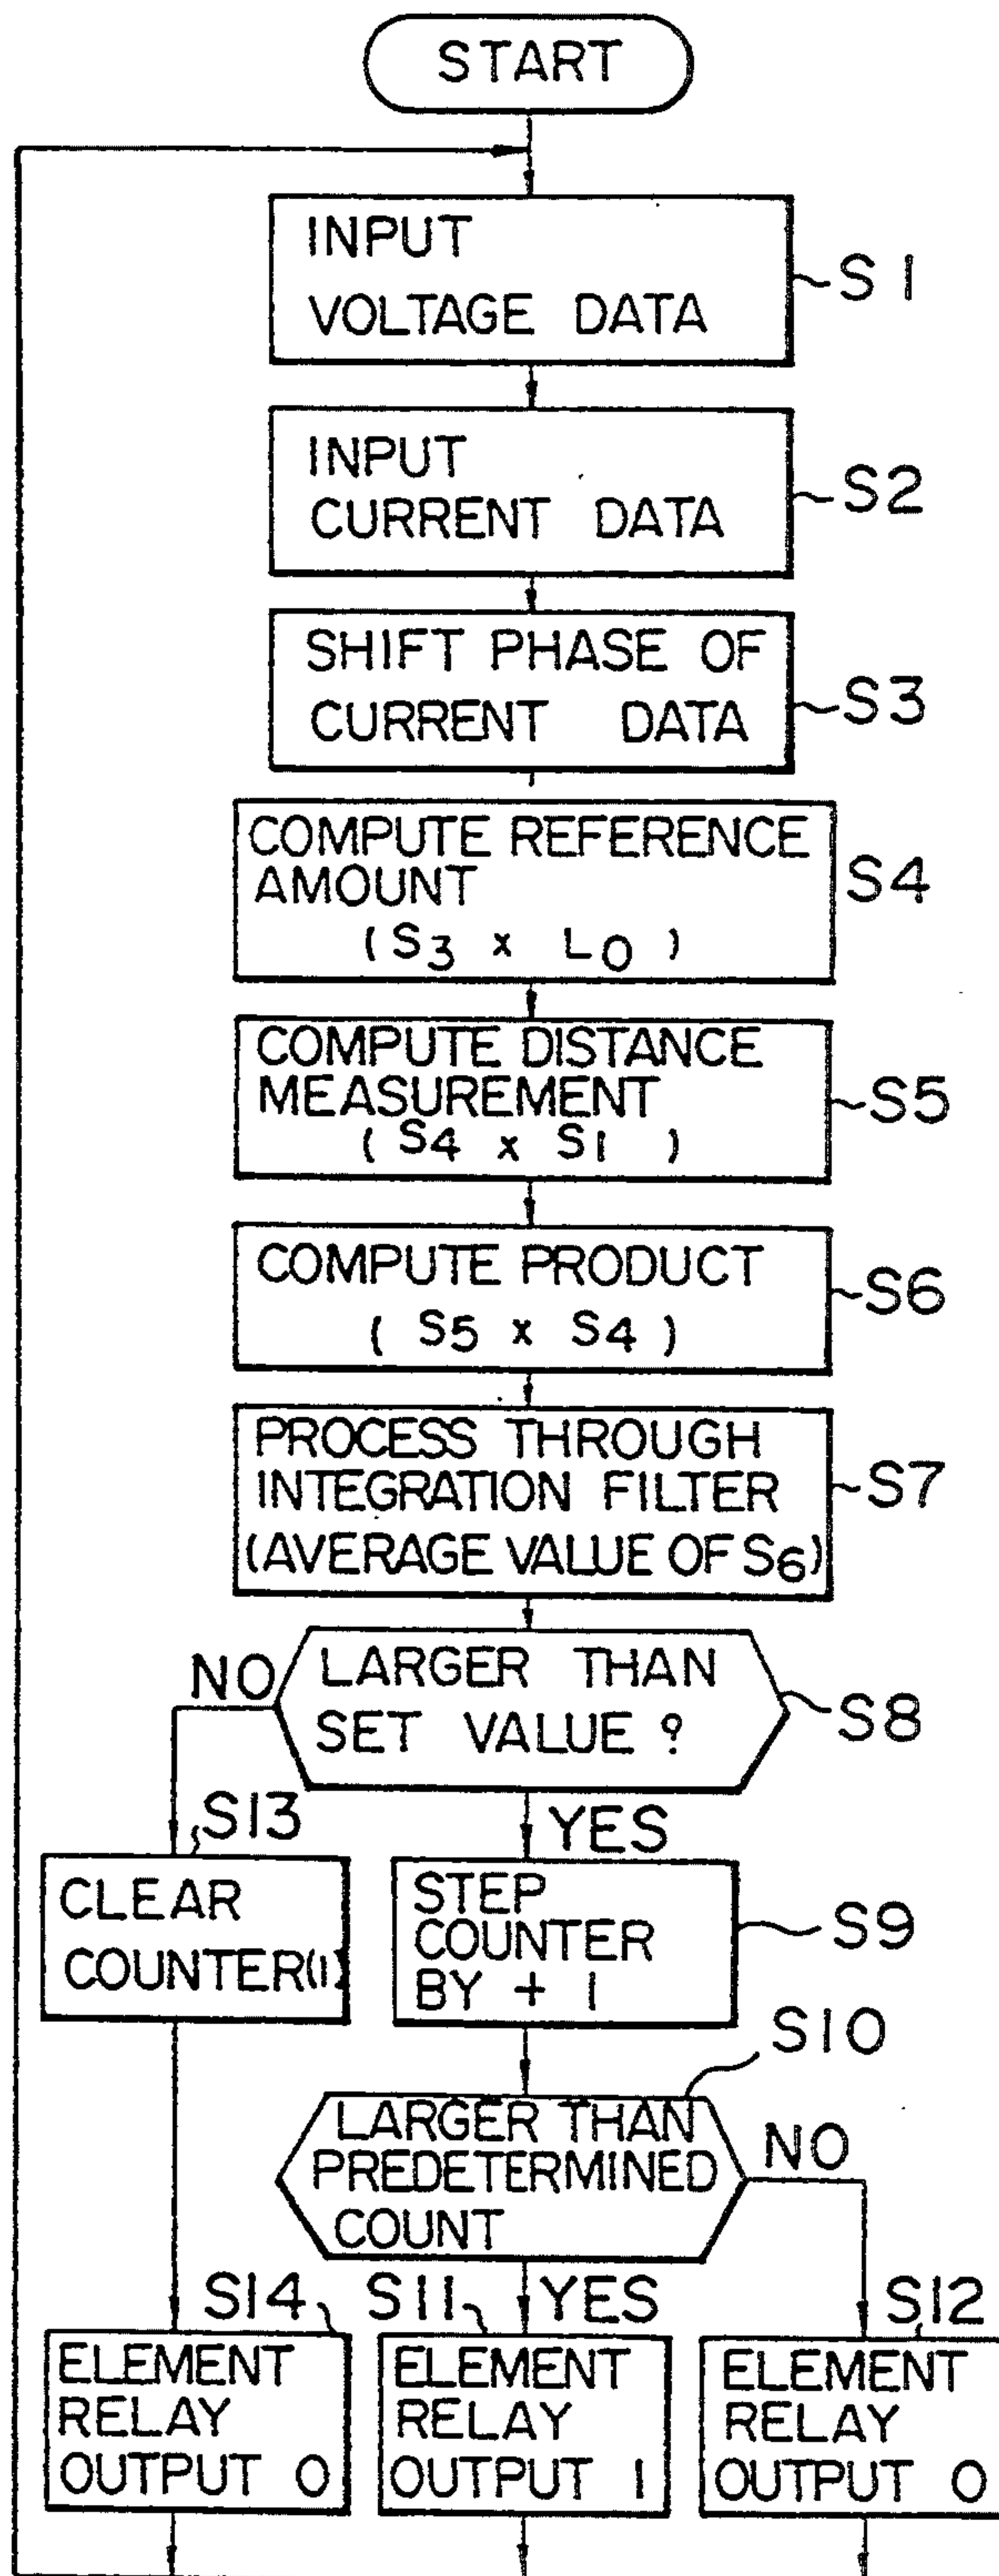 START
INPUT
VOLTAGE DATA
S1
INPUT
CURRENT DATA
S2
SHIFT PHASE OF
CURRENT DATA
S3
COMPUTE REFERENCE
AMOUNT
( S3 x L0 )
S4
COMPUTE DISTANCE
MEASUREMENT
( S4 x S1 )
S5
COMPUTE PRODUCT
( S5 x S4 )
S6
PROCESS THROUGH
INTEGRATION FILTER
(AVERAGE VALUE OF S6)
S7
LARGER THAN
SET VALUE ?
S8
NO
YES
S13
CLEAR
COUNTER(1)
STEP
COUNTER
BY + 1
S9
S10
LARGER THAN
PREDETERMINED
COUNT
NO
YES
S14
ELEMENT
RELAY
OUTPUT 0
S11
ELEMENT
RELAY
OUTPUT 1
S12
ELEMENT
RELAY
OUTPUT 0